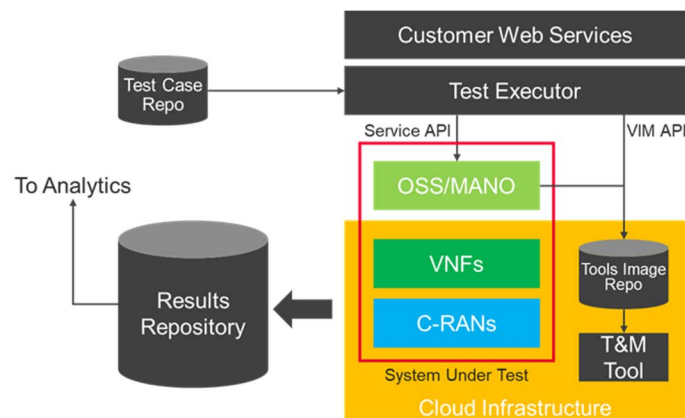 Customer Web Services
Test Case
Repo
Test Executor
Service API
VIM API
To Analytics
OSS/MANO
Results
Repository
VNFs
Tools Image
Repo
C-RANs
T&M
Tool
System Under Test
Cloud Infrastructure